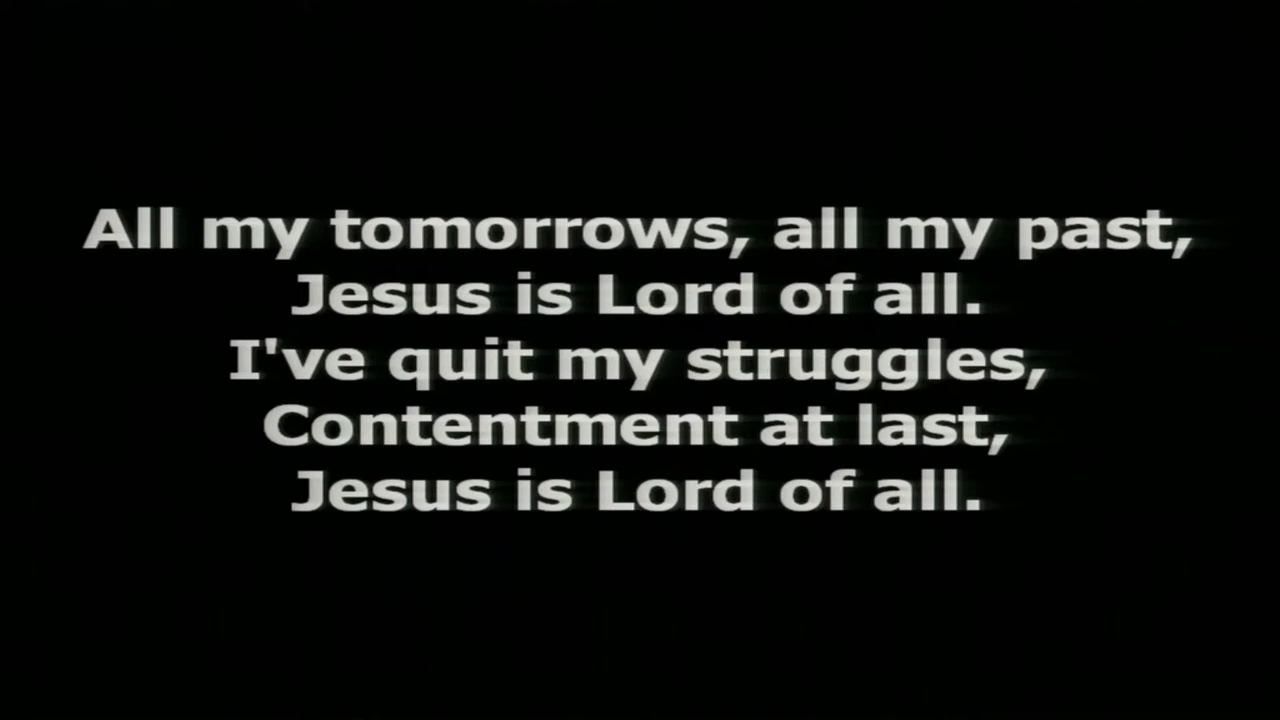 All my tomorrows, all my past,
Jesus is Lord of all.
I've quit my struggles,
Contentment at last,
Jesus is Lord of all.